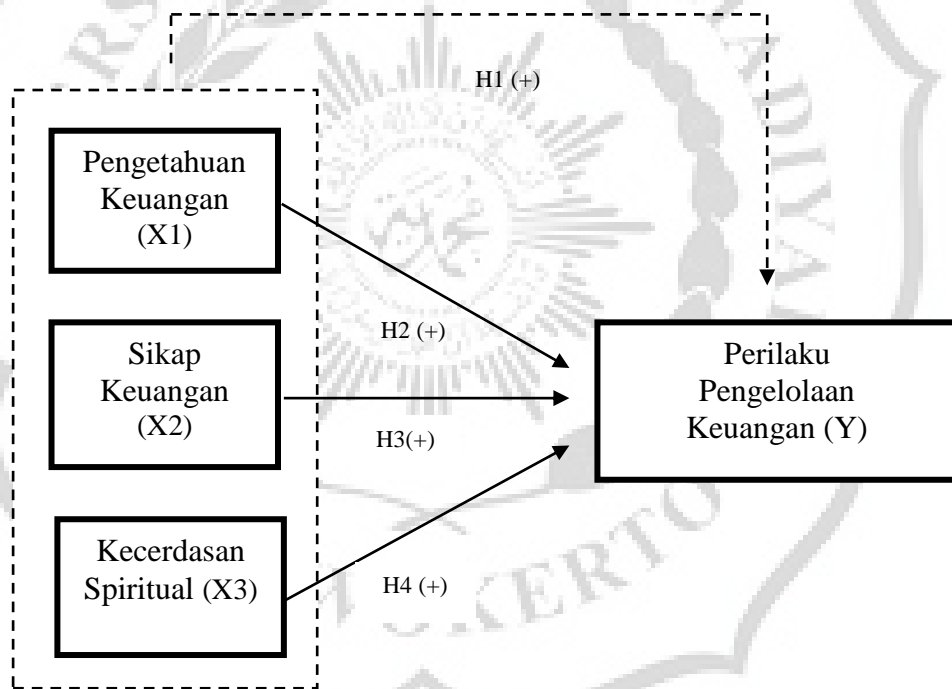 H1 (+)
Pengetahuan
Keuangan
(X1)
H2 (+)
Sikap
Keuangan
(X2)
H3(+)
Perilaku
Pengelolaan
Keuangan (Y)
Kecerdasan
Spiritual (X3)
H4 (+)